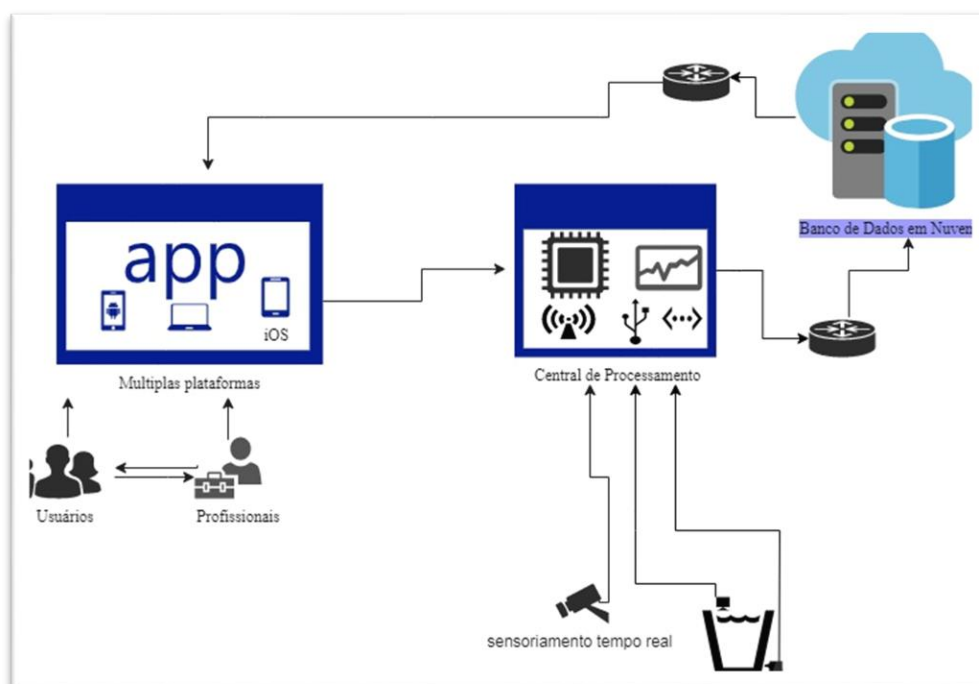 Banco de Dados em Nuven
app
iOS
Multiplas plataformas
Central de Processamento
Usuários
Profissionais
sensoriamento tempo real